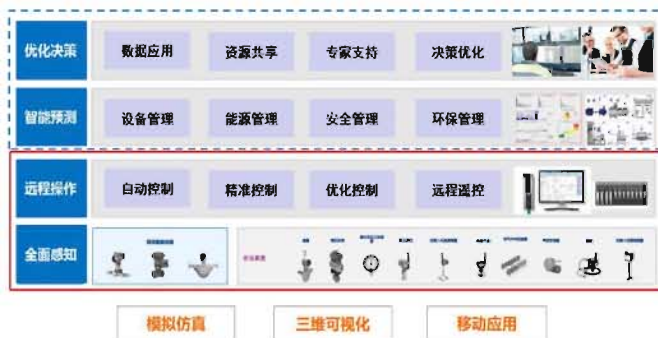 优化决策
数据应用
资源共享
专家支持
决策优化
智能预测
设备管理
能源管理
安全管理
环保管理
远程操作
自动控制
精准控制
优化控制
远程遥控
全面感知
模拟仿真
三维可视化
移动应用